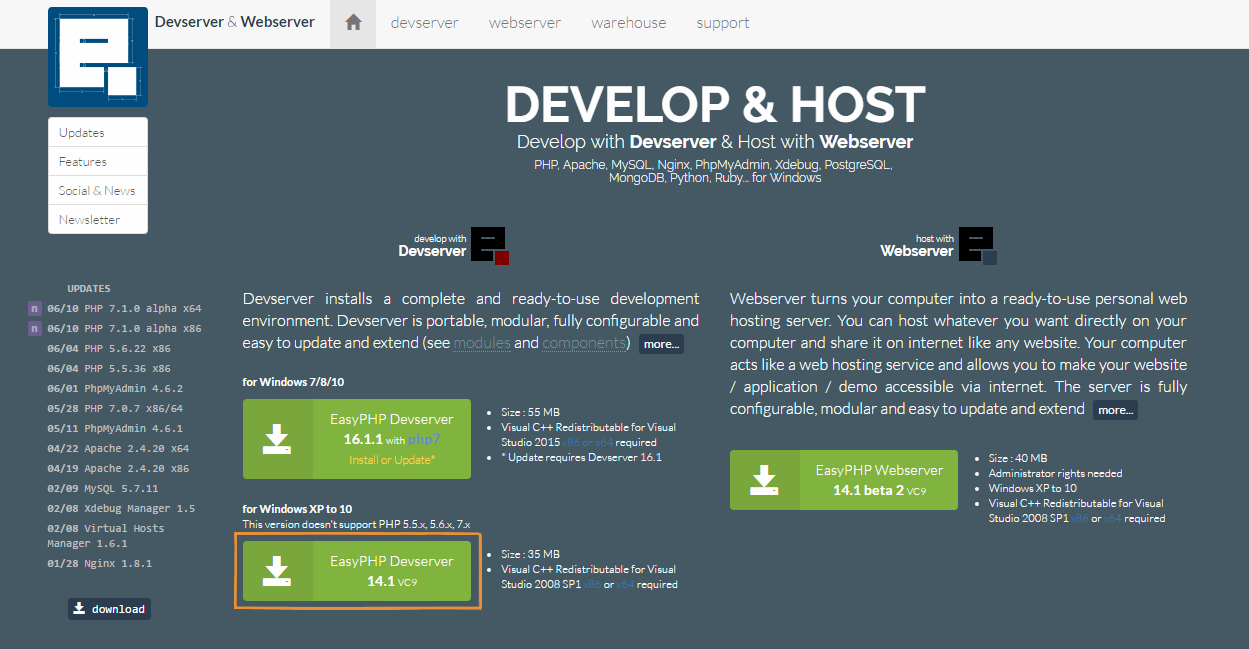 Devserver & Webserver
devserver
webserver
warehouse
support
Updates
Features
Social & News
Newsletter
DEVELOP & HOST
Develop with Devserver & Host with Webserver
PHP, Apache, MySQL, Nginx, PhpMyAdmin, Xdebug, PostgreSQL,
MongoDB, Python, Ruby... for Windows
UPDATES
n 06/10 PHP 7.1.0 alpha x64
n 06/10 PHP 7.1.0 alpha x86
06/04 PHP 5.6.22 x86
06/04 PHP 5.5.36 x86
06/01 PhpMyAdmin 4.6.2
05/28 PHP 7.0.7 x86/64
05/11 PhpMyAdmin 4.6.1
04/22 Apache 2.4.20 x64
04/19 Apache 2.4.20 x86
02/09 MySQL 5.7.11
02/08 Xdebug Manager 1.5
02/08 Virtual Hosts
Manager 1.6.1
01/28 Nginx 1.8.1
download
develop with
Devserver
Devserver installs a complete and ready-to-use development
environment. Devserver is portable, modular, fully configurable and
easy to update and extend (see modules and components) more...
for Windows 7/8/10
EasyPHP Devserver
16.1.1 with php7
Install or Update*
Size : 55 MB
Visual C++ Redistributable for Visual
Studio 2015 x86 or x64 required
* Update requires Devserver 16.1
for Windows XP to 10
This version doesn't support PHP 5.5.x, 5.6.x, 7.x
EasyPHP Devserver
14.1 VC9
Size : 35 MB
Visual C++ Redistributable for Visual
Studio 2008 SP1 x86 or x64 required
host with
Webserver
Webserver turns your computer into a ready-to-use personal web
hosting server. You can host whatever you want directly on your
computer and share it on internet like any website. Your computer
acts like a web hosting service and allows you to make your website
/ application / demo accessible via internet. The server is fully
configurable, modular and easy to update and extend more...
EasyPHP Webserver
14.1 beta 2 VC9
Size : 40 MB
Administrator rights needed
Windows XP to 10
Visual C++ Redistributable for Visual
Studio 2008 SP1 x86 or x64 required